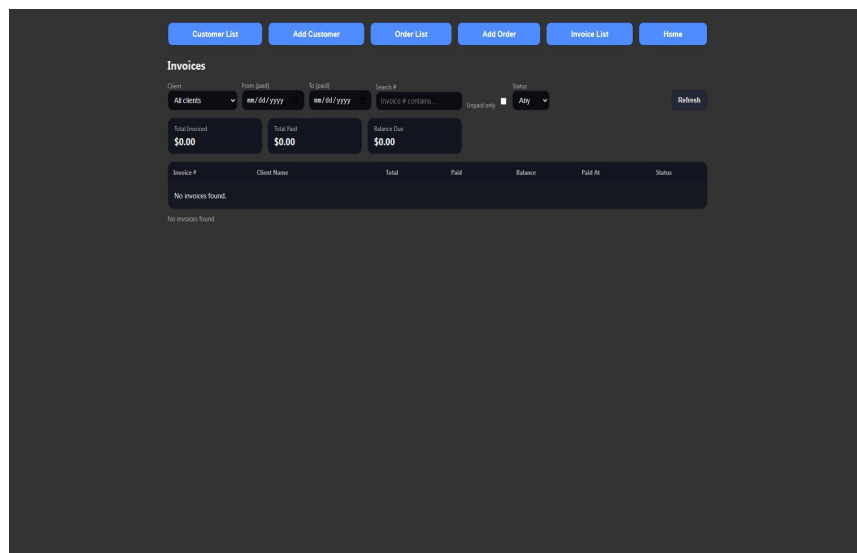 Customer List Add Customer Order List Add Order Invoice List Home
Invoices
Client From (paid) To (paid) Search # Status
All clients mm/dd/yyyy mm/dd/yyyy Invoice # contains... Unpaid only Any Refresh
Total Invoiced Total Paid Balance Due
$0.00 $0.00 $0.00
Invoice # Client Name Total Paid Balance Paid At Status
No invoices found.
No invoices found